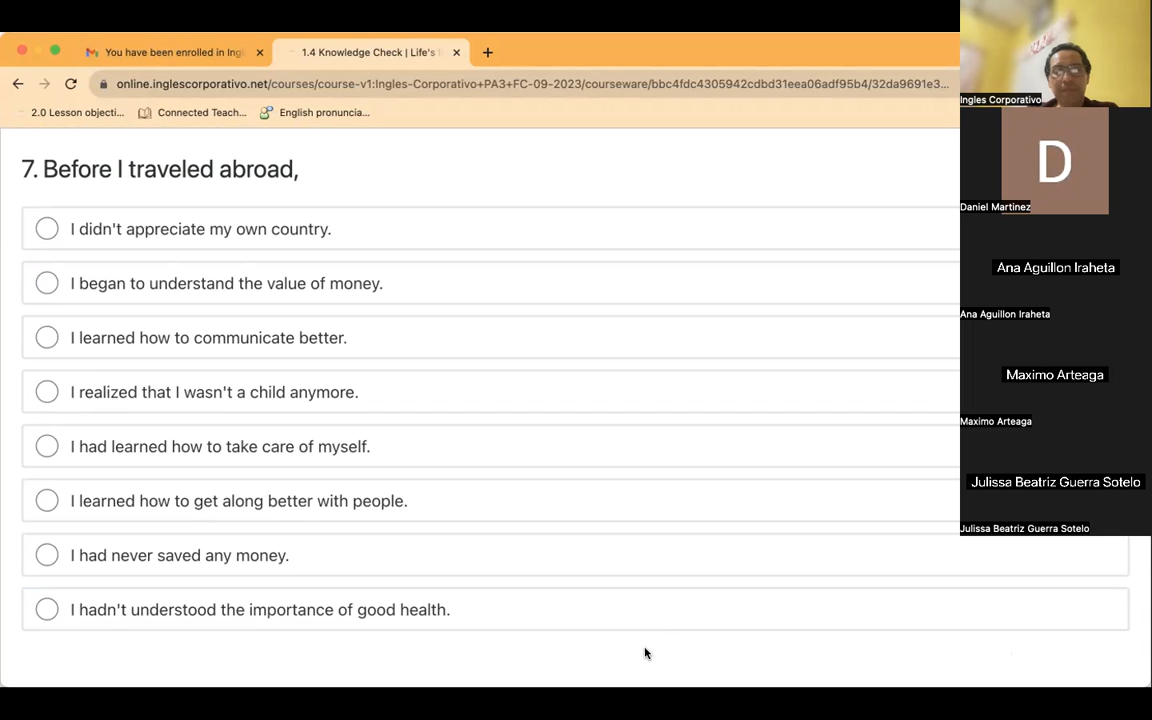 You have been enrolled in Ingl
1.4 Knowledge Check | Life's
online.inglescorporativo.net/courses/course-v1:Ingles-Corporativo+PA3+FC-09-2023/courseware/bbc4fdc4305942cdbd31eea06adf95b4/32da9691e3...
2.0 Lesson objecti...
Connected Teach...
English pronuncia...
7. Before I traveled abroad,
I didn't appreciate my own country.
I began to understand the value of money.
I learned how to communicate better.
I realized that I wasn't a child anymore.
I had learned how to take care of myself.
I learned how to get along better with people.
I had never saved any money.
I hadn't understood the importance of good health.
Ingles Corporativo
D
Daniel Martinez
Ana Aguillon Iraheta
Ana Aguillon Iraheta
Maximo Arteaga
Maximo Arteaga
Julissa Beatriz Guerra Sotelo
Julissa Beatriz Guerra Sotelo